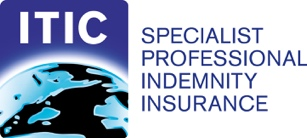 ITIC
SPECIALIST
PROFESSIONAL
INDEMNITY
INSURANCE